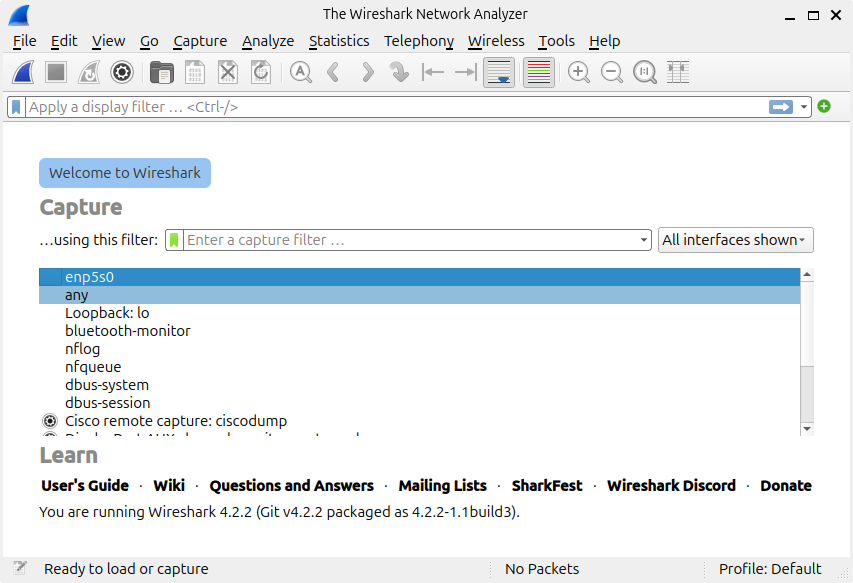 The Wireshark Network Analyzer
File Edit View Go Capture Analyze Statistics Telephony Wireless Tools Help
Apply a display filter … <Ctrl-/>
Welcome to Wireshark
Capture
…using this filter: Enter a capture filter … All interfaces shown
enp5s0
any
Loopback: lo
bluetooth-monitor
nflog
nfqueue
dbus-system
dbus-session
Cisco remote capture: ciscodump
Learn
User's Guide · Wiki · Questions and Answers · Mailing Lists · SharkFest · Wireshark Discord · Donate
You are running Wireshark 4.2.2 (Git v4.2.2 packaged as 4.2.2-1.1build3).
Ready to load or capture No Packets Profile: Default